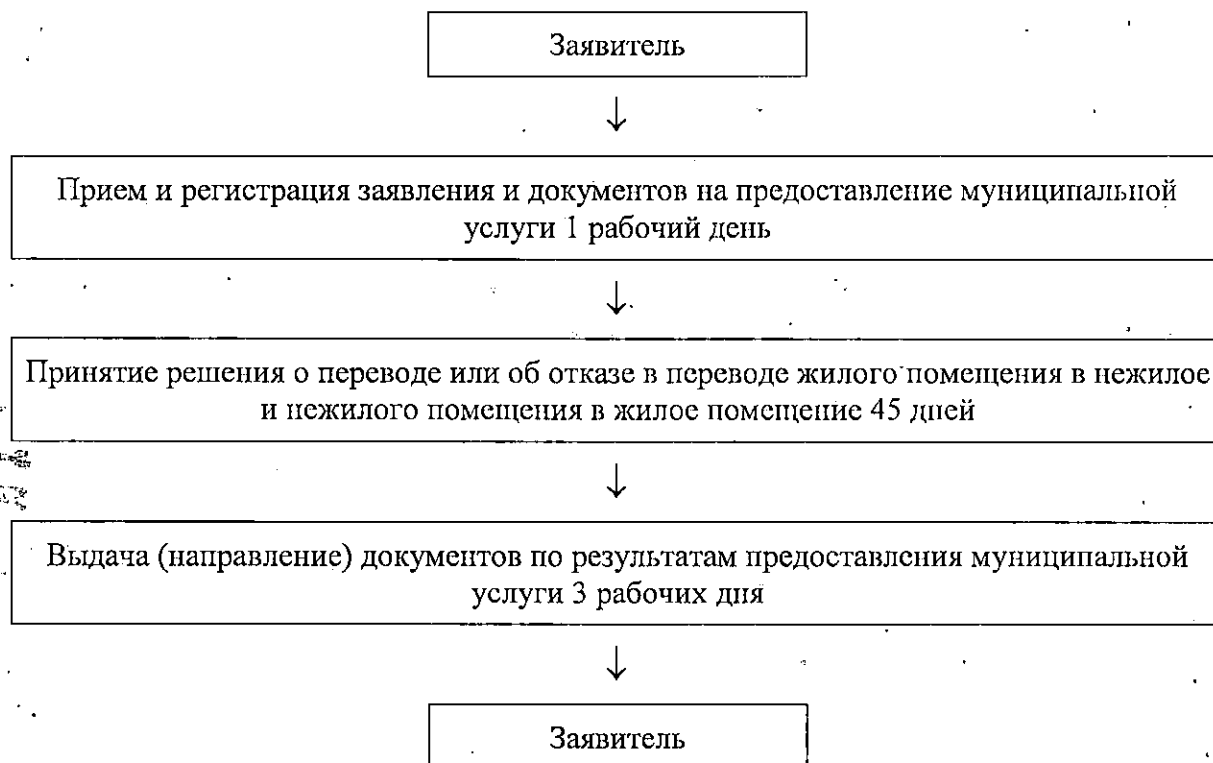 Заявитель
↓
Прием и регистрация заявления и документов на предоставление муниципальной
услуги 1 рабочий день
↓
Принятие решения о переводе или об отказе в переводе жилого помещения в нежилое
и нежилого помещения в жилое помещение 45 дней
↓
Выдача (направление) документов по результатам предоставления муниципальной
услуги 3 рабочих дня
↓
Заявитель